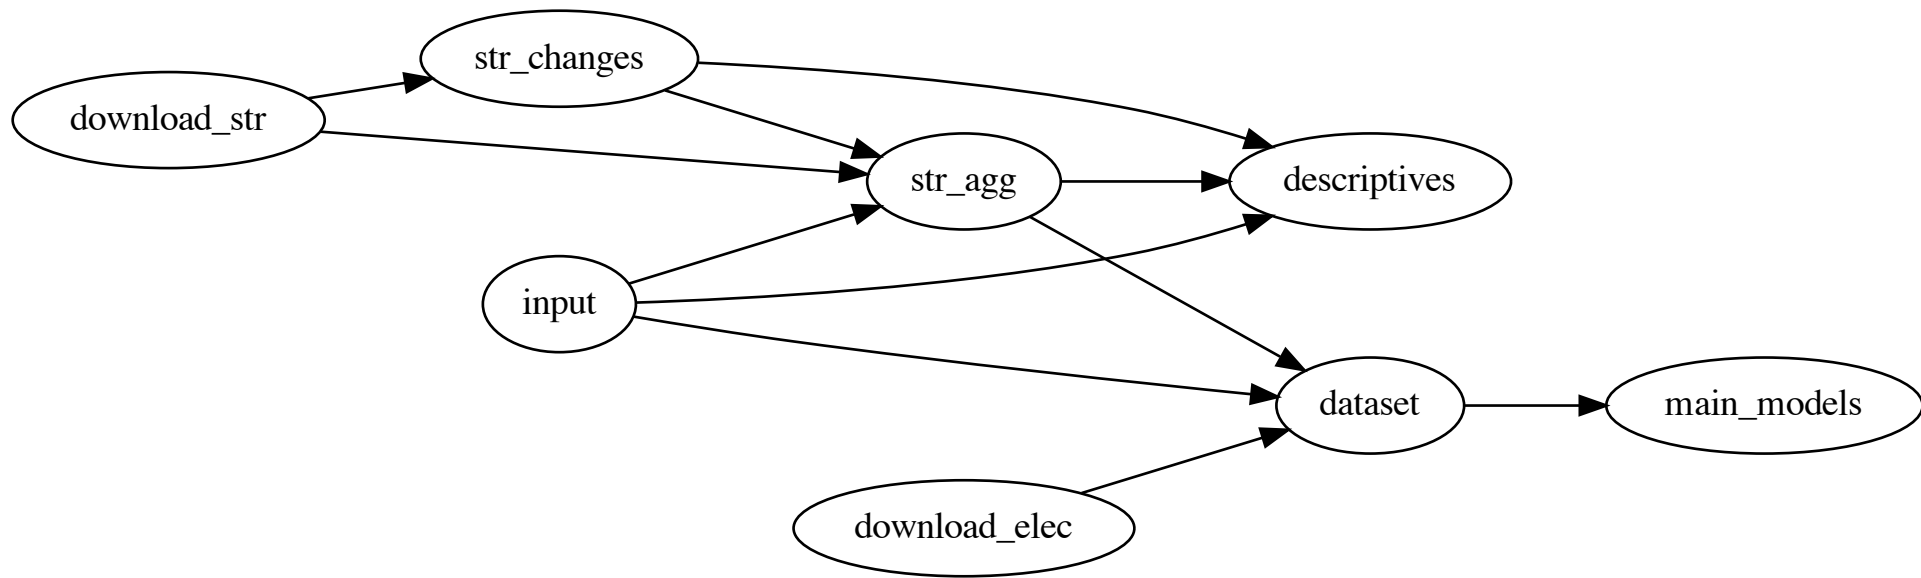 str_changes
download_str
str_agg
descriptives
input
dataset
main_models
download_elec